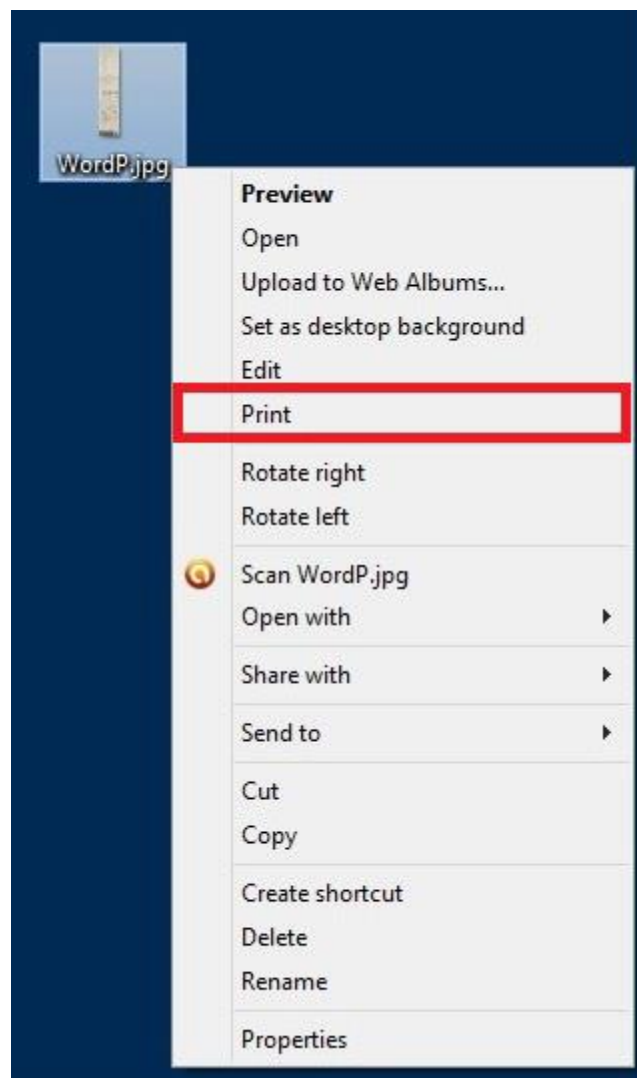 WordP.jpg
Preview
Open
Upload to Web Albums...
Set as desktop background
Edit
Print
Rotate right
Rotate left
Scan WordP.jpg
Open with
Share with
Send to
Cut
Copy
Create shortcut
Delete
Rename
Properties